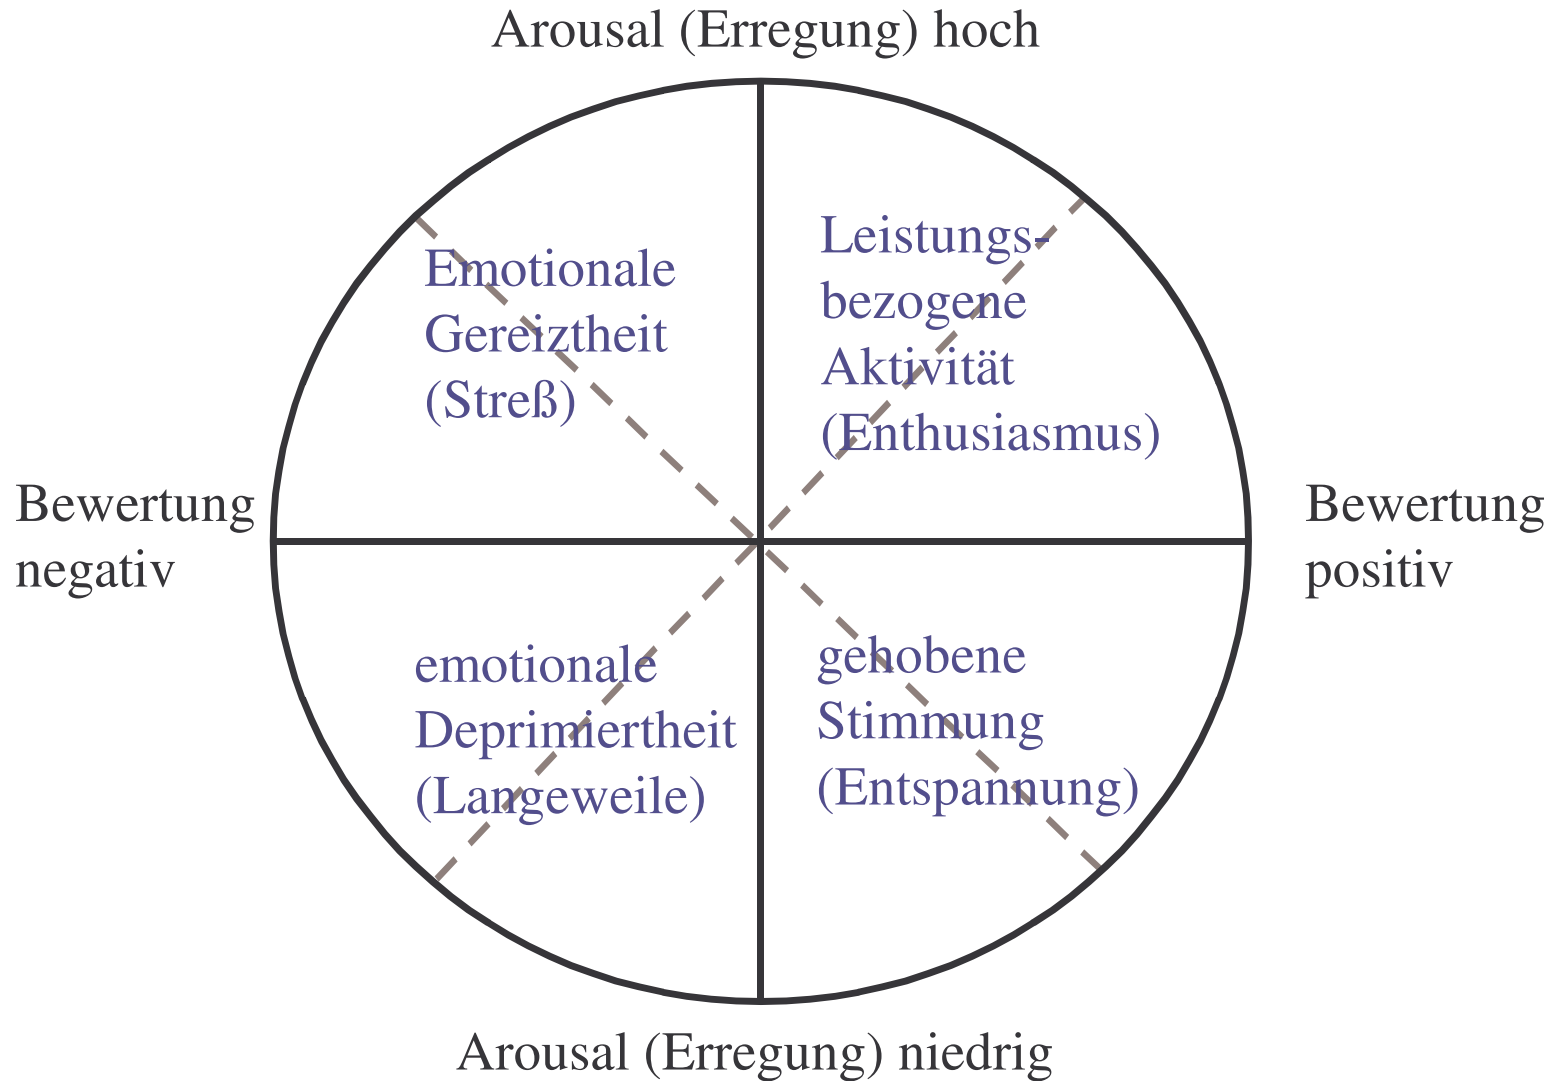 Arousal (Erregung) hoch
Emotionale
Gereiztheit
(Streß)
Leistungs-
bezogene
Aktivität
(Enthusiasmus)
Bewertung
negativ
Bewertung
positiv
emotionale
Deprimiertheit
(Langeweile)
gehobene
Stimmung
(Entspannung)
Arousal (Erregung) niedrig